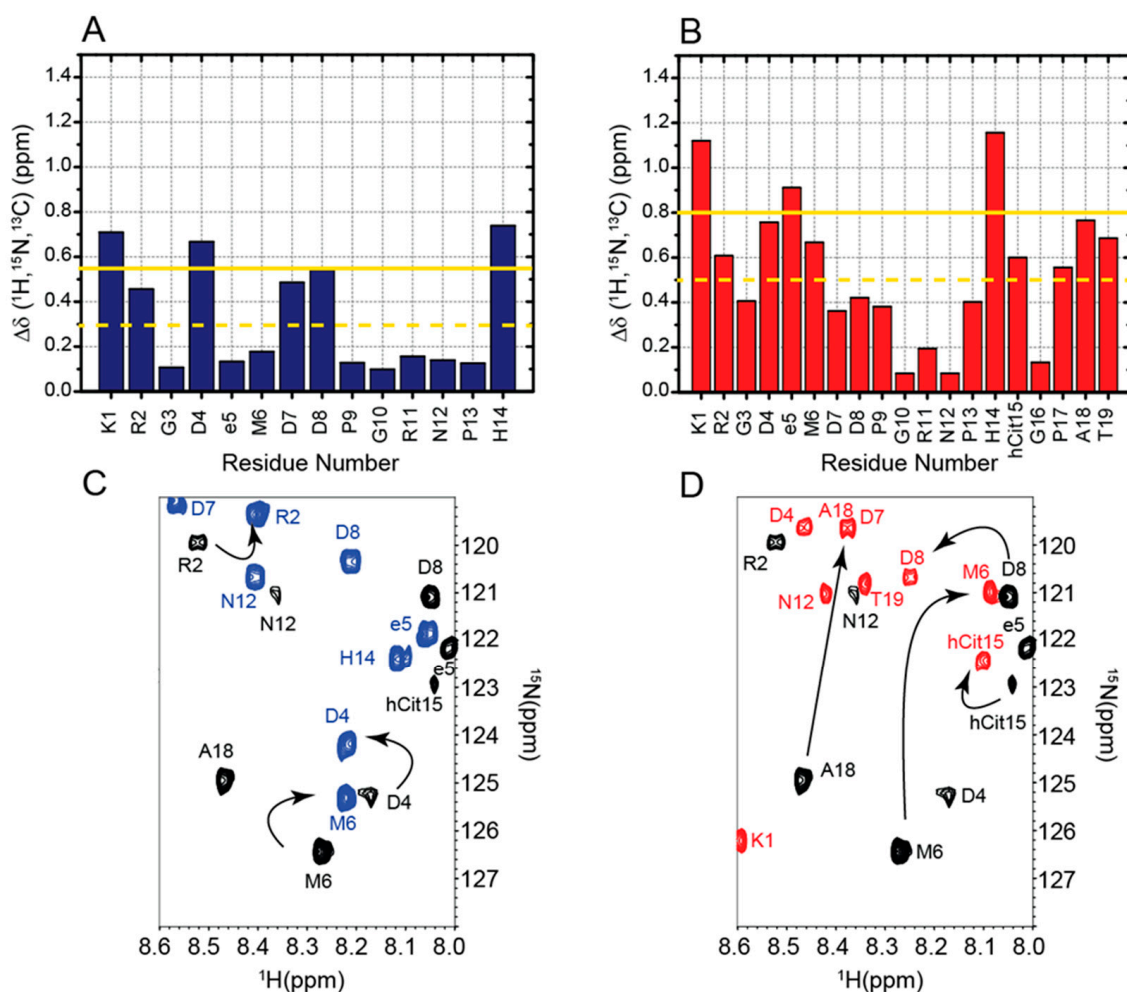 A
Δδ (¹H, ¹⁵N, ¹³C) (ppm)
1.4
1.2
1.0
0.8
0.6
0.4
0.2
0.0
K1
R2
G3
D4
e5
M6
D7
D8
P9
G10
R11
N12
P13
H14
Residue Number
B
Δδ (¹H, ¹⁵N, ¹³C) (ppm)
1.4
1.2
1.0
0.8
0.6
0.4
0.2
0.0
K1
R2
G3
D4
e5
M6
D7
D8
P9
G10
R11
N12
P13
H14
hCit15
G16
P17
A18
T19
Residue Number
C
D7
R2
R2
D8
D8
N12
N12
e5
H14
e5
hCit15
D4
A18
D4
M6
M6
120
121
122
123
124
125
126
127
¹⁵N(ppm)
8.6 8.5 8.4 8.3 8.2 8.1 8.0
¹H(ppm)
D
D4
A18
D7
R2
D8
D8
M6
N12
T19
N12
e5
hCit15
hCit15
A18
D4
K1
M6
120
121
122
123
124
125
126
127
¹⁵N(ppm)
8.6 8.5 8.4 8.3 8.2 8.1 8.0
¹H(ppm)